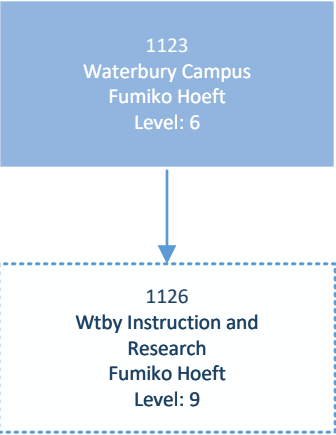 1123
Waterbury Campus
Fumiko Hoeft
Level: 6
1126
Wtby Instruction and
Research
Fumiko Hoeft
Level: 9